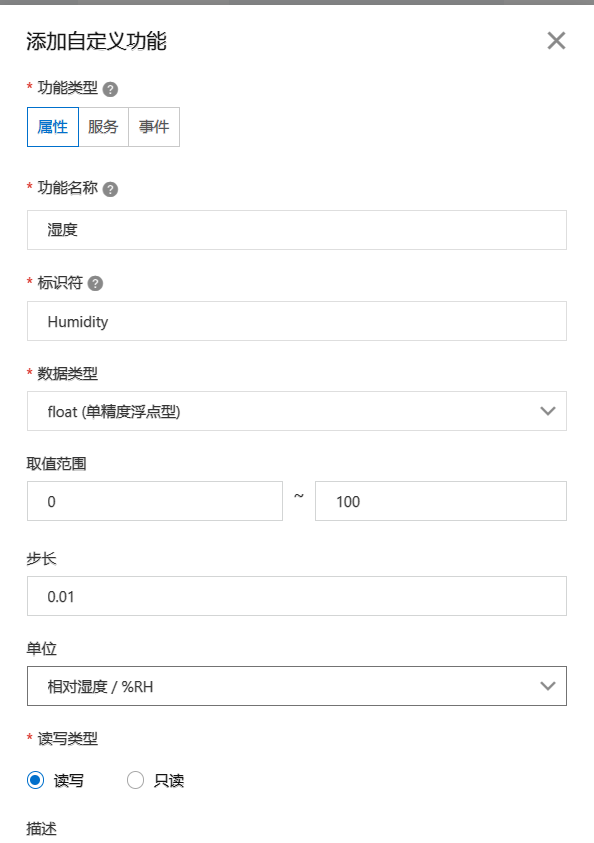 添加自定义功能
* 功能类型 ?
属性 服务 事件
* 功能名称 ?
湿度
* 标识符 ?
Humidity
* 数据类型
float (单精度浮点型)
取值范围
0 ~ 100
步长
0.01
单位
相对湿度 / %RH
* 读写类型
读写 只读
描述